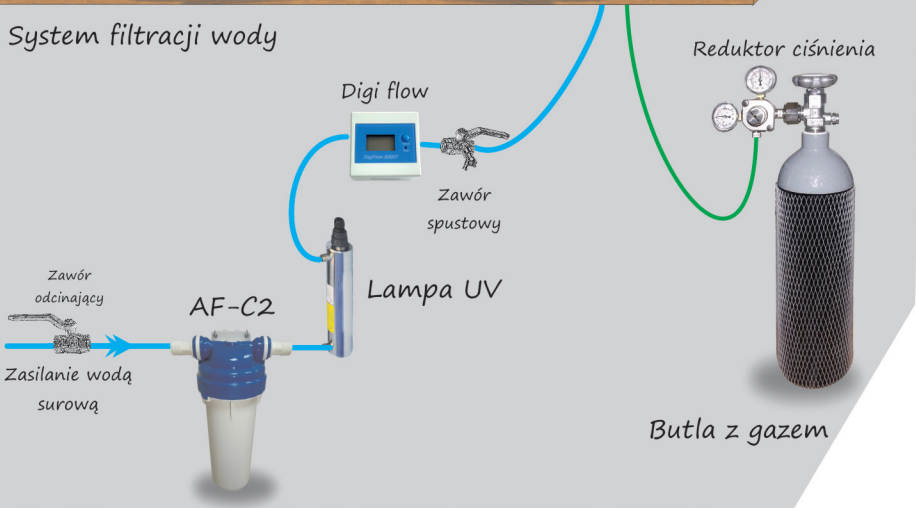 System filtracji wody
Reduktor ciśnienia
Digi flow
Zawór
spustowy
Lampa UV
Zawór
odcinający
AF-C2
Zasilanie wodą
surową
Butla z gazem